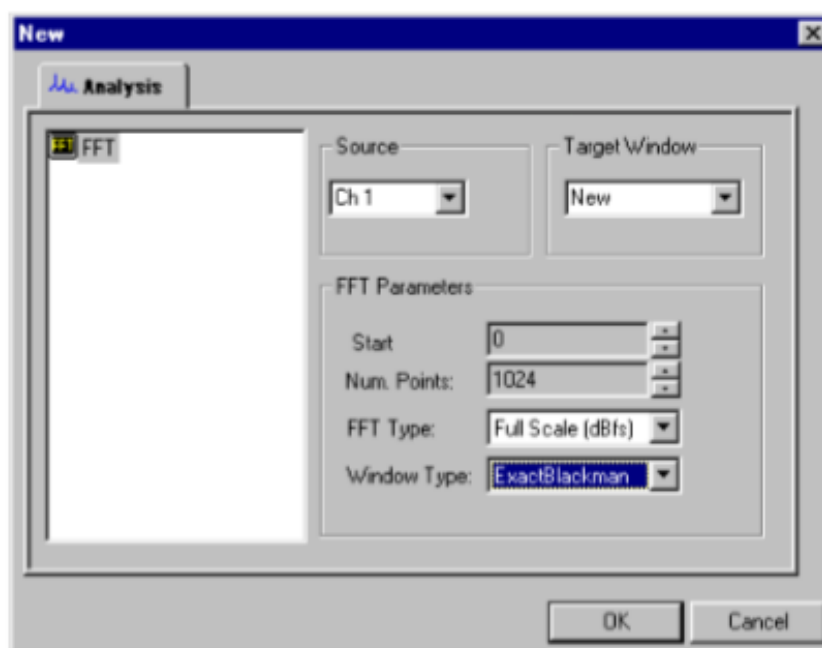 New
Analysis
FFT FFT
Source
Ch 1
Target Window
New
FFT Parameters
Start 0
Num. Points: 1024
FFT Type: Full Scale (dBfs)
Window Type: ExactBlackman
OK Cancel